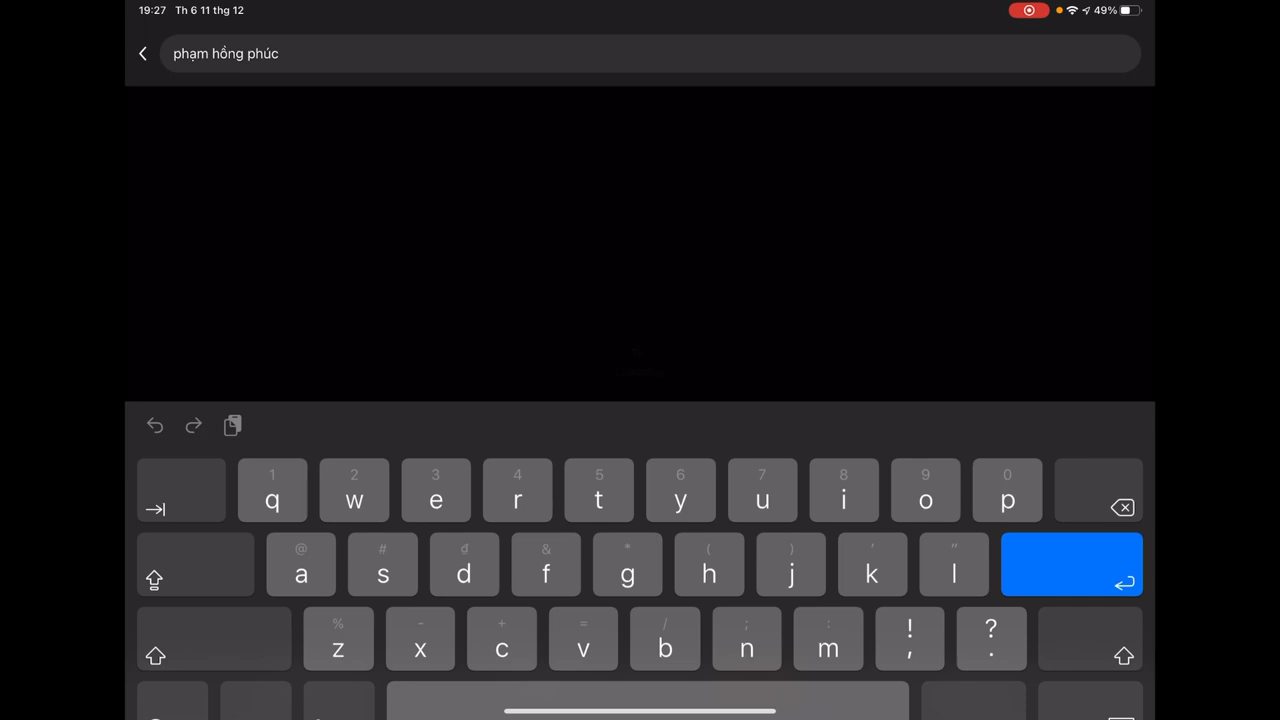 19:27 Th 6 11 thg 12
49%
phạm hồng phúc
1 2 3 4 5 6 7 8 9 0
q w e r t y u i o p
@ # ₫ & * ( ) ' "
a s d f g h j k l
% - + = / ; : ! ?
z x c v b n m , .